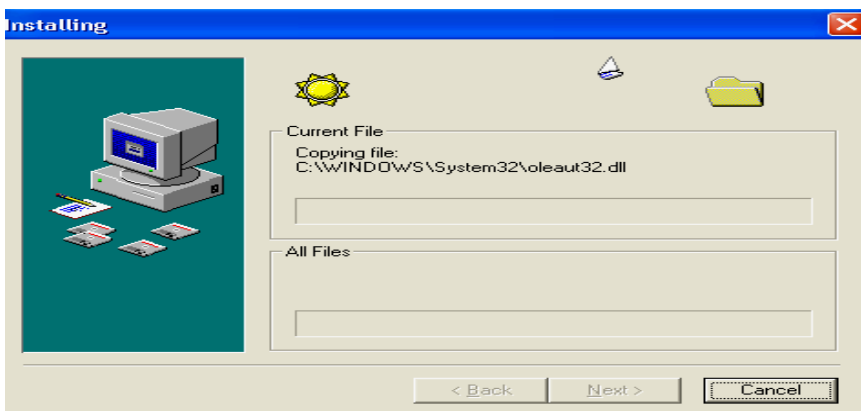 Installing
Current File
Copying file:
C:\WINDOWS\System32\oleaut32.dll
All Files
< Back
Next >
Cancel